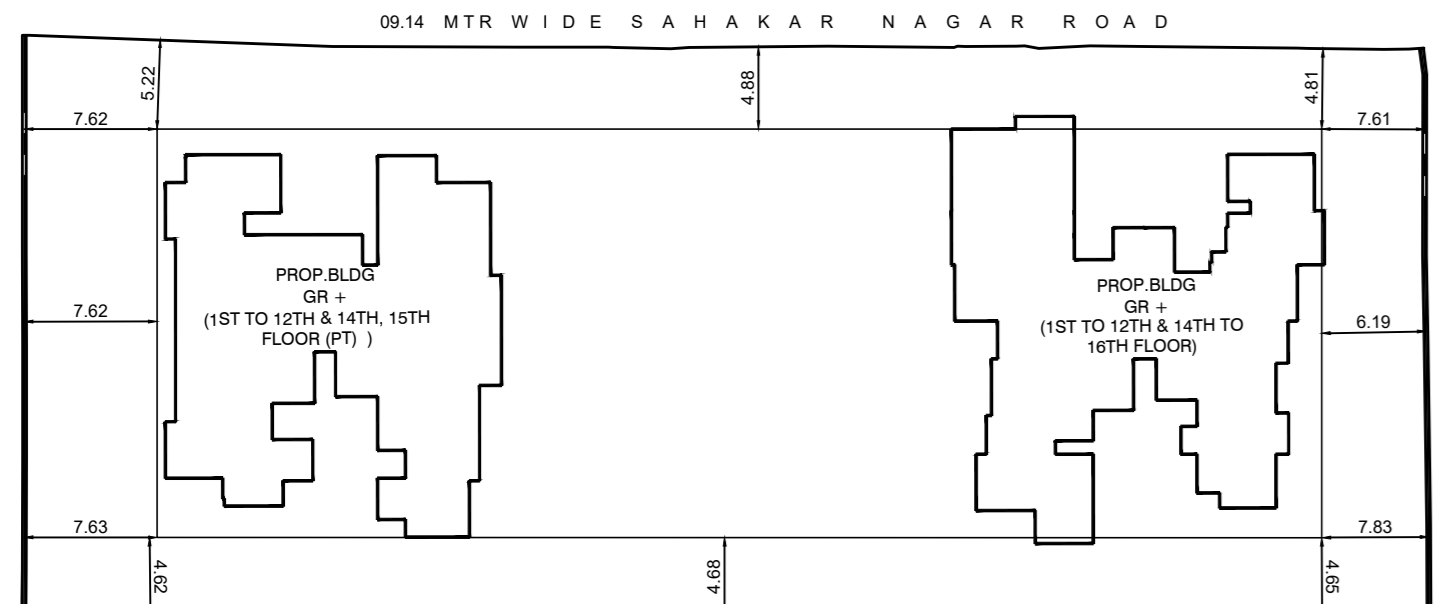 09.14 MTR WIDE SAHAKAR NAGAR ROAD
5.22
4.88
4.81
7.62
7.61
PROP.BLDG
GR +
(1ST TO 12TH & 14TH, 15TH
FLOOR (PT) )
PROP.BLDG
GR +
(1ST TO 12TH & 14TH TO
16TH FLOOR)
7.62
6.19
7.63
7.83
4.62
4.68
4.65